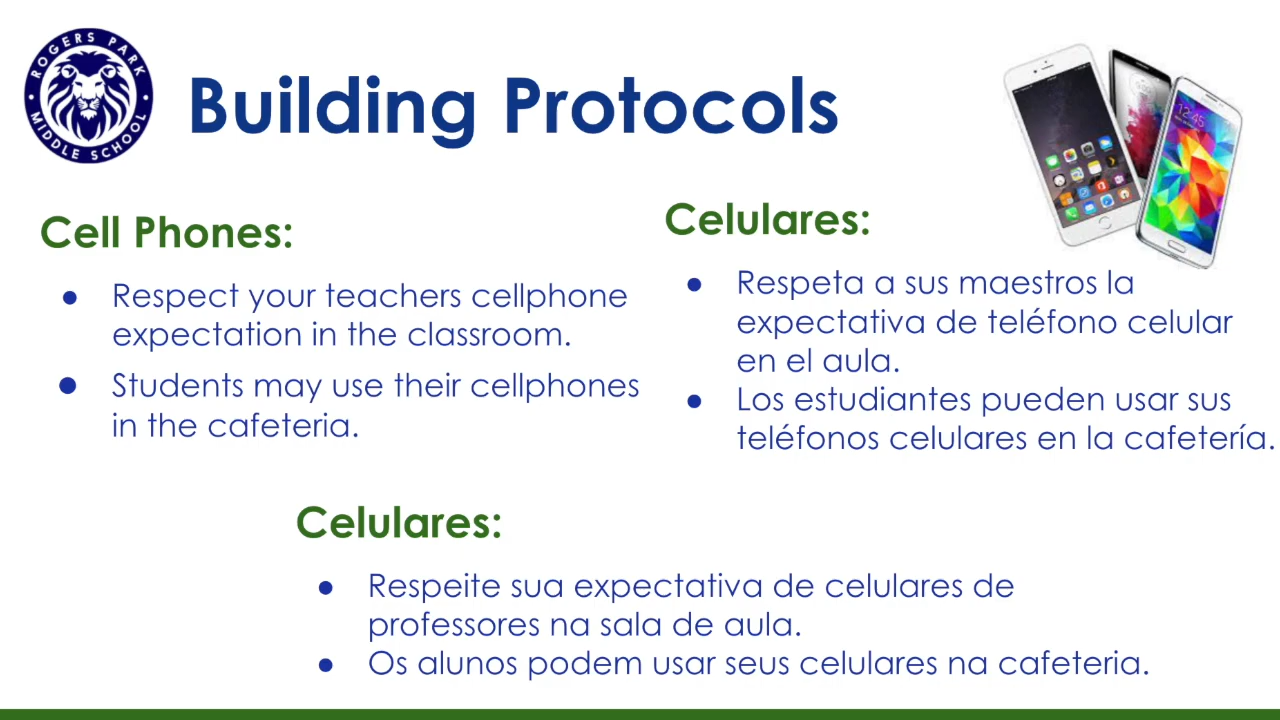 ROGERS PARK
MIDDLE SCHOOL
Building Protocols
12:45
Cell Phones:
● Respect your teachers cellphone
expectation in the classroom.
● Students may use their cellphones
in the cafeteria.
Celulares:
● Respeta a sus maestros la
expectativa de teléfono celular
en el aula.
● Los estudiantes pueden usar sus
teléfonos celulares en la cafetería.
Celulares:
● Respeite sua expectativa de celulares de
professores na sala de aula.
● Os alunos podem usar seus celulares na cafeteria.